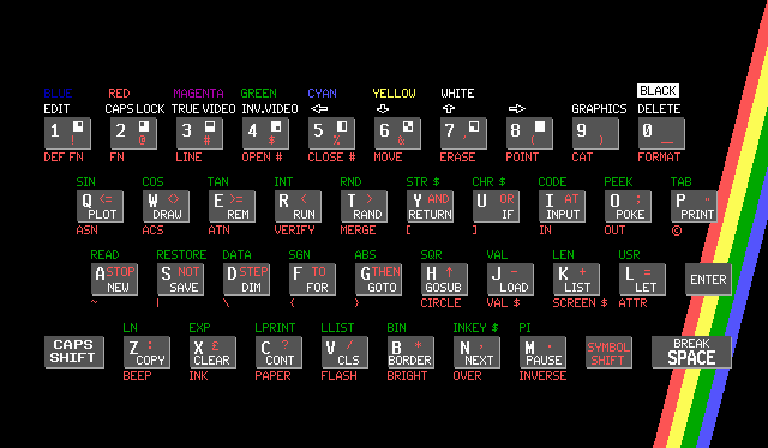 BLUE RED MAGENTA GREEN CYAN YELLOW WHITE BLACK
EDIT CAPS LOCK TRUE VIDEO INV.VIDEO ⇦ ⇩ ⇧ ⇨ GRAPHICS DELETE
1 ! 2 @ 3 # 4 $ 5 % 6 & 7 ' 8 ( 9 ) 0 _
DEF FN FN LINE OPEN # CLOSE # MOVE ERASE POINT CAT FORMAT
SIN COS TAN INT RND STR $ CHR $ CODE PEEK TAB
Q <= W <> E >= R < T > Y AND U OR I AT O ; P "
PLOT DRAW REM RUN RAND RETURN IF INPUT POKE PRINT
ASN ACS ATN VERIFY MERGE [ ] IN OUT ©
READ RESTORE DATA SGN ABS SQR VAL LEN USR
A STOP S NOT D STEP F TO G THEN H ↑ J - K + L = ENTER
NEW SAVE DIM FOR GOTO GOSUB LOAD LIST LET
~ | \ { } CIRCLE VAL $ SCREEN $ ATTR
LN EXP LPRINT LLIST BIN INKEY $ PI
CAPS Z : X £ C ? V / B * N , M . SYMBOL BREAK
SHIFT COPY CLEAR CONT CLS BORDER NEXT PAUSE SHIFT SPACE
BEEP INK PAPER FLASH BRIGHT OVER INVERSE